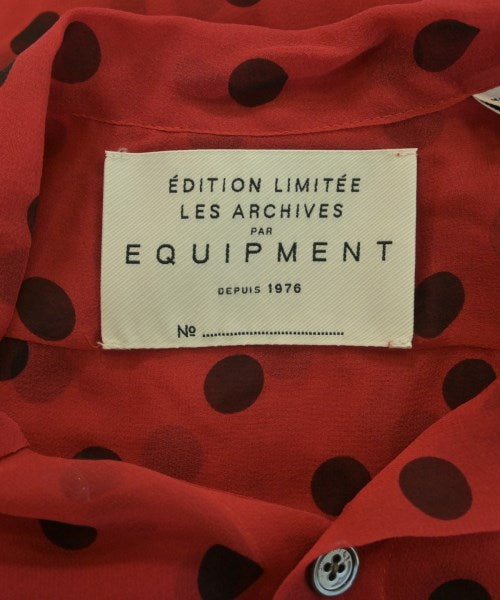 ÉDITION LIMITÉE
LES ARCHIVES
PAR
EQUIPMENT
DEPUIS 1976
Nº ........................................